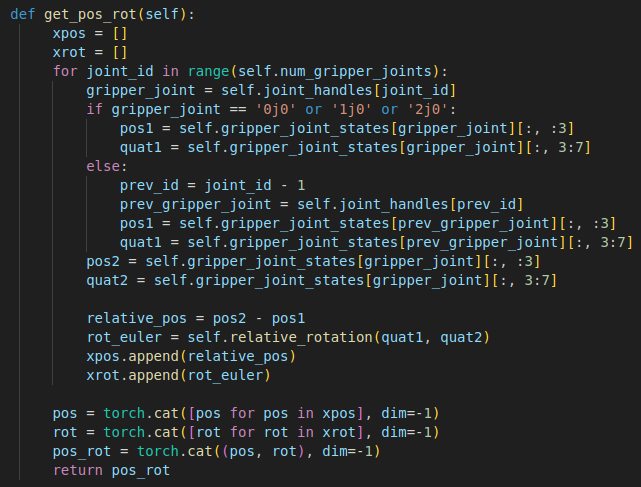 def get_pos_rot(self):
    xpos = []
    xrot = []
    for joint_id in range(self.num_gripper_joints):
        gripper_joint = self.joint_handles[joint_id]
        if gripper_joint == '0j0' or '1j0' or '2j0':
            pos1 = self.gripper_joint_states[gripper_joint][:, :3]
            quat1 = self.gripper_joint_states[gripper_joint][:, 3:7]
        else:
            prev_id = joint_id - 1
            prev_gripper_joint = self.joint_handles[prev_id]
            pos1 = self.gripper_joint_states[prev_gripper_joint][:, :3]
            quat1 = self.gripper_joint_states[prev_gripper_joint][:, 3:7]
        pos2 = self.gripper_joint_states[gripper_joint][:, :3]
        quat2 = self.gripper_joint_states[gripper_joint][:, 3:7]

        relative_pos = pos2 - pos1
        rot_euler = self.relative_rotation(quat1, quat2)
        xpos.append(relative_pos)
        xrot.append(rot_euler)

    pos = torch.cat([pos for pos in xpos], dim=-1)
    rot = torch.cat([rot for rot in xrot], dim=-1)
    pos_rot = torch.cat((pos, rot), dim=-1)
    return pos_rot